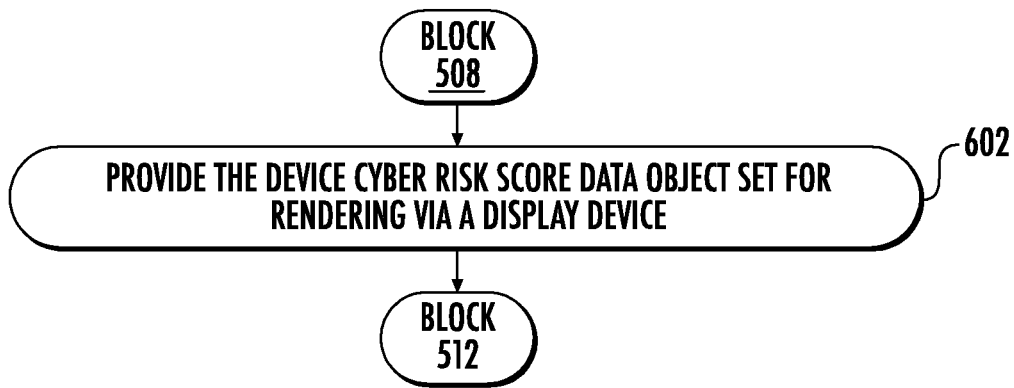 BLOCK
508
602
PROVIDE THE DEVICE CYBER RISK SCORE DATA OBJECT SET FOR
RENDERING VIA A DISPLAY DEVICE
BLOCK
512